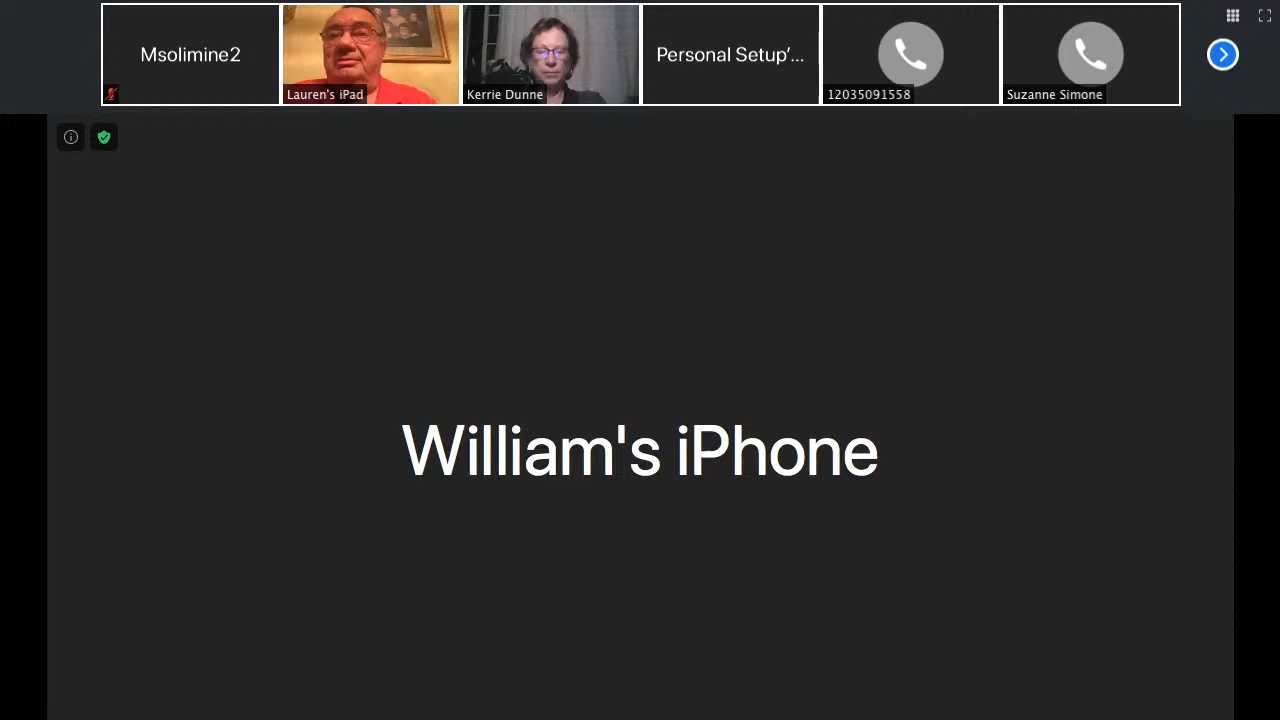 Msolimine2
Lauren's iPad
Kerrie Dunne
Personal Setup'...
12035091558
Suzanne Simone
William's iPhone